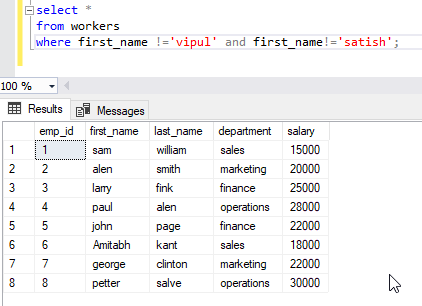 select *
from workers
where first_name !='vipul' and first_name!='satish';
100 %
Results Messages
emp_id first_name last_name department salary
1 1 sam william sales 15000
2 2 alen smith marketing 20000
3 3 larry fink finance 25000
4 4 paul alen operations 28000
5 5 john page finance 22000
6 6 Amitabh kant sales 18000
7 7 george clinton marketing 22000
8 8 petter salve operations 30000